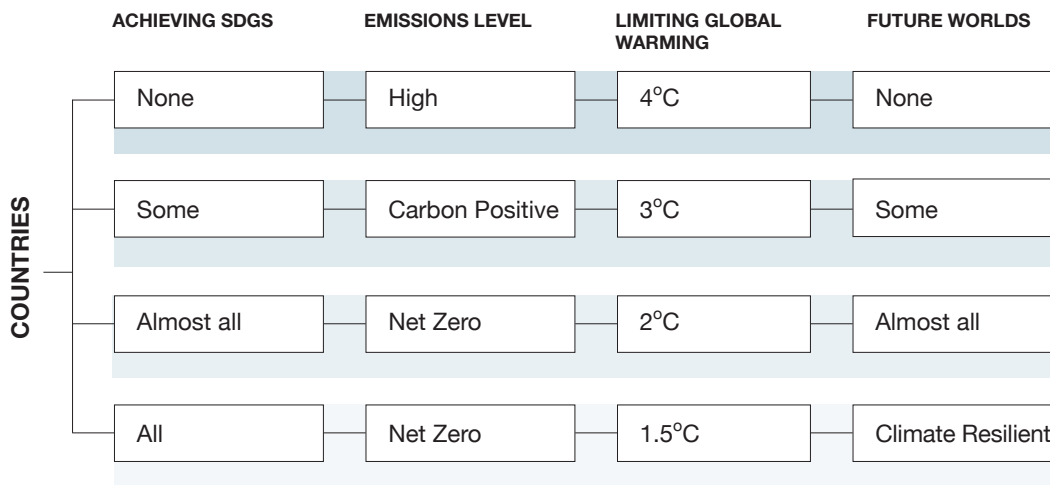 ACHIEVING SDGS
EMISSIONS LEVEL
LIMITING GLOBAL
WARMING
FUTURE WORLDS
COUNTRIES
None
High
4°C
None
Some
Carbon Positive
3°C
Some
Almost all
Net Zero
2°C
Almost all
All
Net Zero
1.5°C
Climate Resilient